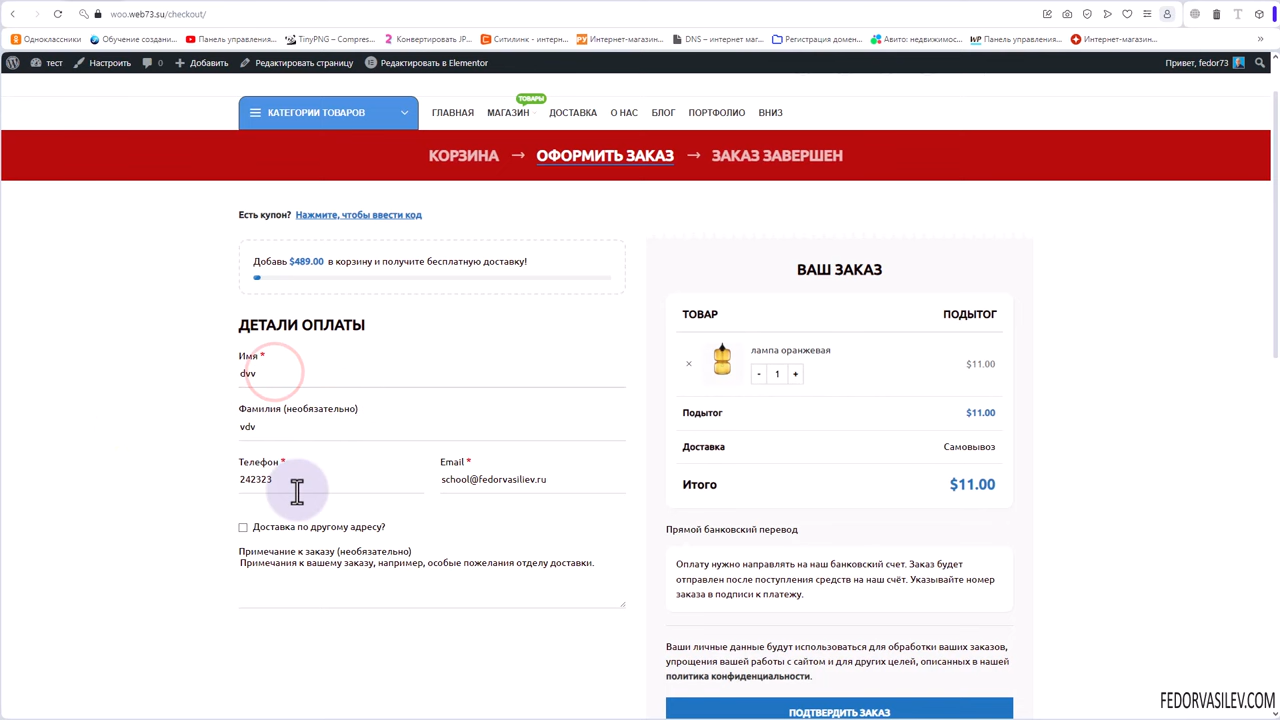 woo.web73.su/checkout/
Одноклассники
Обучение создани...
Панель управления...
TinyPNG – Compres...
Конвертировать JP...
Ситилинк - интерн...
Интернет-магазин...
DNS – интернет маг...
Регистрация домен...
Авито: недвижимос...
Панель управления...
Интернет-магазин...
тест
Настроить
0
Добавить
Редактировать страницу
Редактировать в Elementor
Привет, fedor73
КАТЕГОРИИ ТОВАРОВ
ГЛАВНАЯ
МАГАЗИН
ТОВАРЫ
ДОСТАВКА
О НАС
БЛОГ
ПОРТФОЛИО
ВНИЗ
КОРЗИНА → ОФОРМИТЬ ЗАКАЗ → ЗАКАЗ ЗАВЕРШЕН
Есть купон? Нажмите, чтобы ввести код
Добавь $489.00 в корзину и получите бесплатную доставку!
ДЕТАЛИ ОПЛАТЫ
Имя *
dvv
Фамилия (необязательно)
vdv
Телефон *
242323
Email *
school@fedorvasiliev.ru
Доставка по другому адресу?
Примечание к заказу (необязательно)
Примечания к вашему заказу, например, особые пожелания отделу доставки.
ВАШ ЗАКАЗ
ТОВАР ПОДЫТОГ
× лампа оранжевая $11.00
- 1 +
Подытог $11.00
Доставка Самовывоз
Итого $11.00
Прямой банковский перевод
Оплату нужно направлять на наш банковский счет. Заказ будет
отправлен после поступления средств на наш счёт. Указывайте номер
заказа в подписи к платежу.
Ваши личные данные будут использоваться для обработки ваших заказов,
упрощения вашей работы с сайтом и для других целей, описанных в нашей
политика конфиденциальности.
ПОДТВЕРДИТЬ ЗАКАЗ
FEDORVASILEV.COM